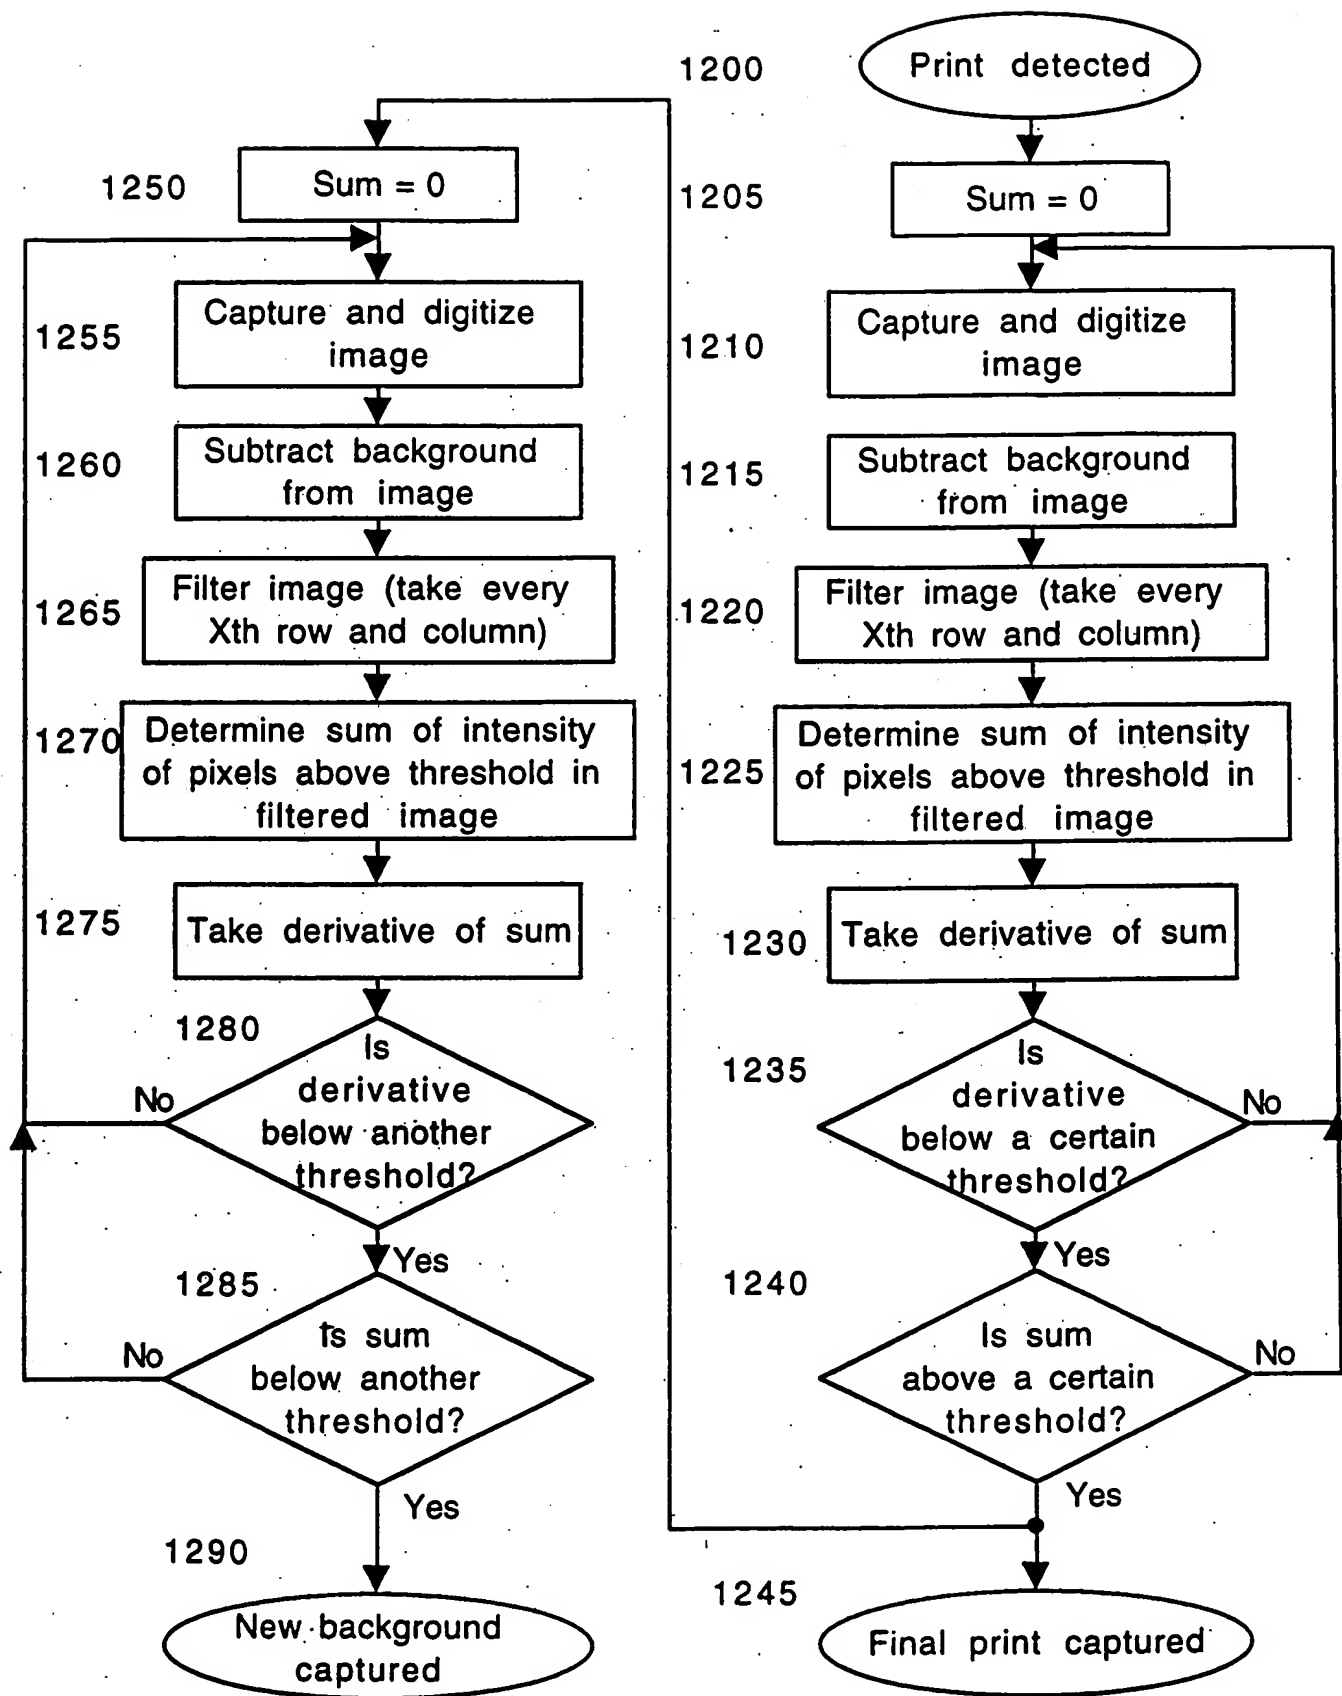 1200
Print detected
1205
Sum = 0
1210
Capture and digitize
image
1215
Subtract background
from image
1220
Filter image (take every
Xth row and column)
1225
Determine sum of intensity
of pixels above threshold in
filtered image
1230
Take derivative of sum
1235
Is
derivative
below a certain
threshold?
No
Yes
1240
Is sum
above a certain
threshold?
No
Yes
1245
Final print captured
1250
Sum = 0
1255
Capture and digitize
image
1260
Subtract background
from image
1265
Filter image (take every
Xth row and column)
1270
Determine sum of intensity
of pixels above threshold in
filtered image
1275
Take derivative of sum
1280
Is
derivative
below another
threshold?
No
Yes
1285
Is sum
below another
threshold?
No
Yes
1290
New background
captured